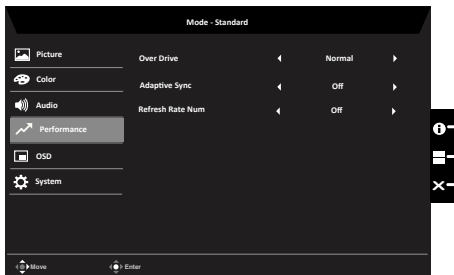 Mode - Standard
Picture
Color
Audio
Performance
OSD
System
Over Drive Normal
Adaptive Sync Off
Refresh Rate Num Off
Move Enter